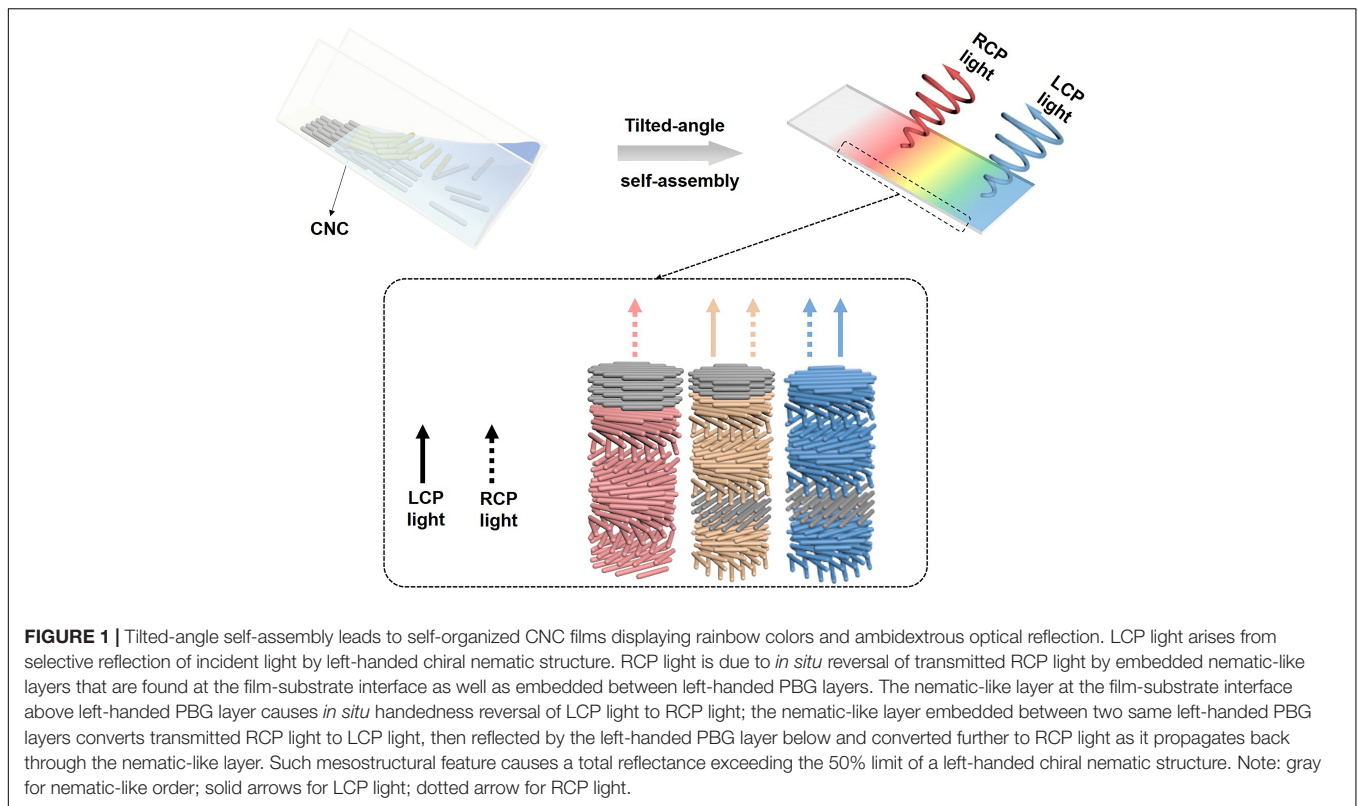 RCP
light
LCP
light
Tilted-angle
self-assembly
CNC
LCP
light
RCP
light
FIGURE 1 | Tilted-angle self-assembly leads to self-organized CNC films displaying rainbow colors and ambidextrous optical reflection. LCP light arises from
selective reflection of incident light by left-handed chiral nematic structure. RCP light is due to in situ reversal of transmitted RCP light by embedded nematic-like
layers that are found at the film-substrate interface as well as embedded between left-handed PBG layers. The nematic-like layer at the film-substrate interface
above left-handed PBG layer causes in situ handedness reversal of LCP light to RCP light; the nematic-like layer embedded between two same left-handed PBG
layers converts transmitted RCP light to LCP light, then reflected by the left-handed PBG layer below and converted further to RCP light as it propagates back
through the nematic-like layer. Such mesostructural feature causes a total reflectance exceeding the 50% limit of a left-handed chiral nematic structure. Note: gray
for nematic-like order; solid arrows for LCP light; dotted arrow for RCP light.